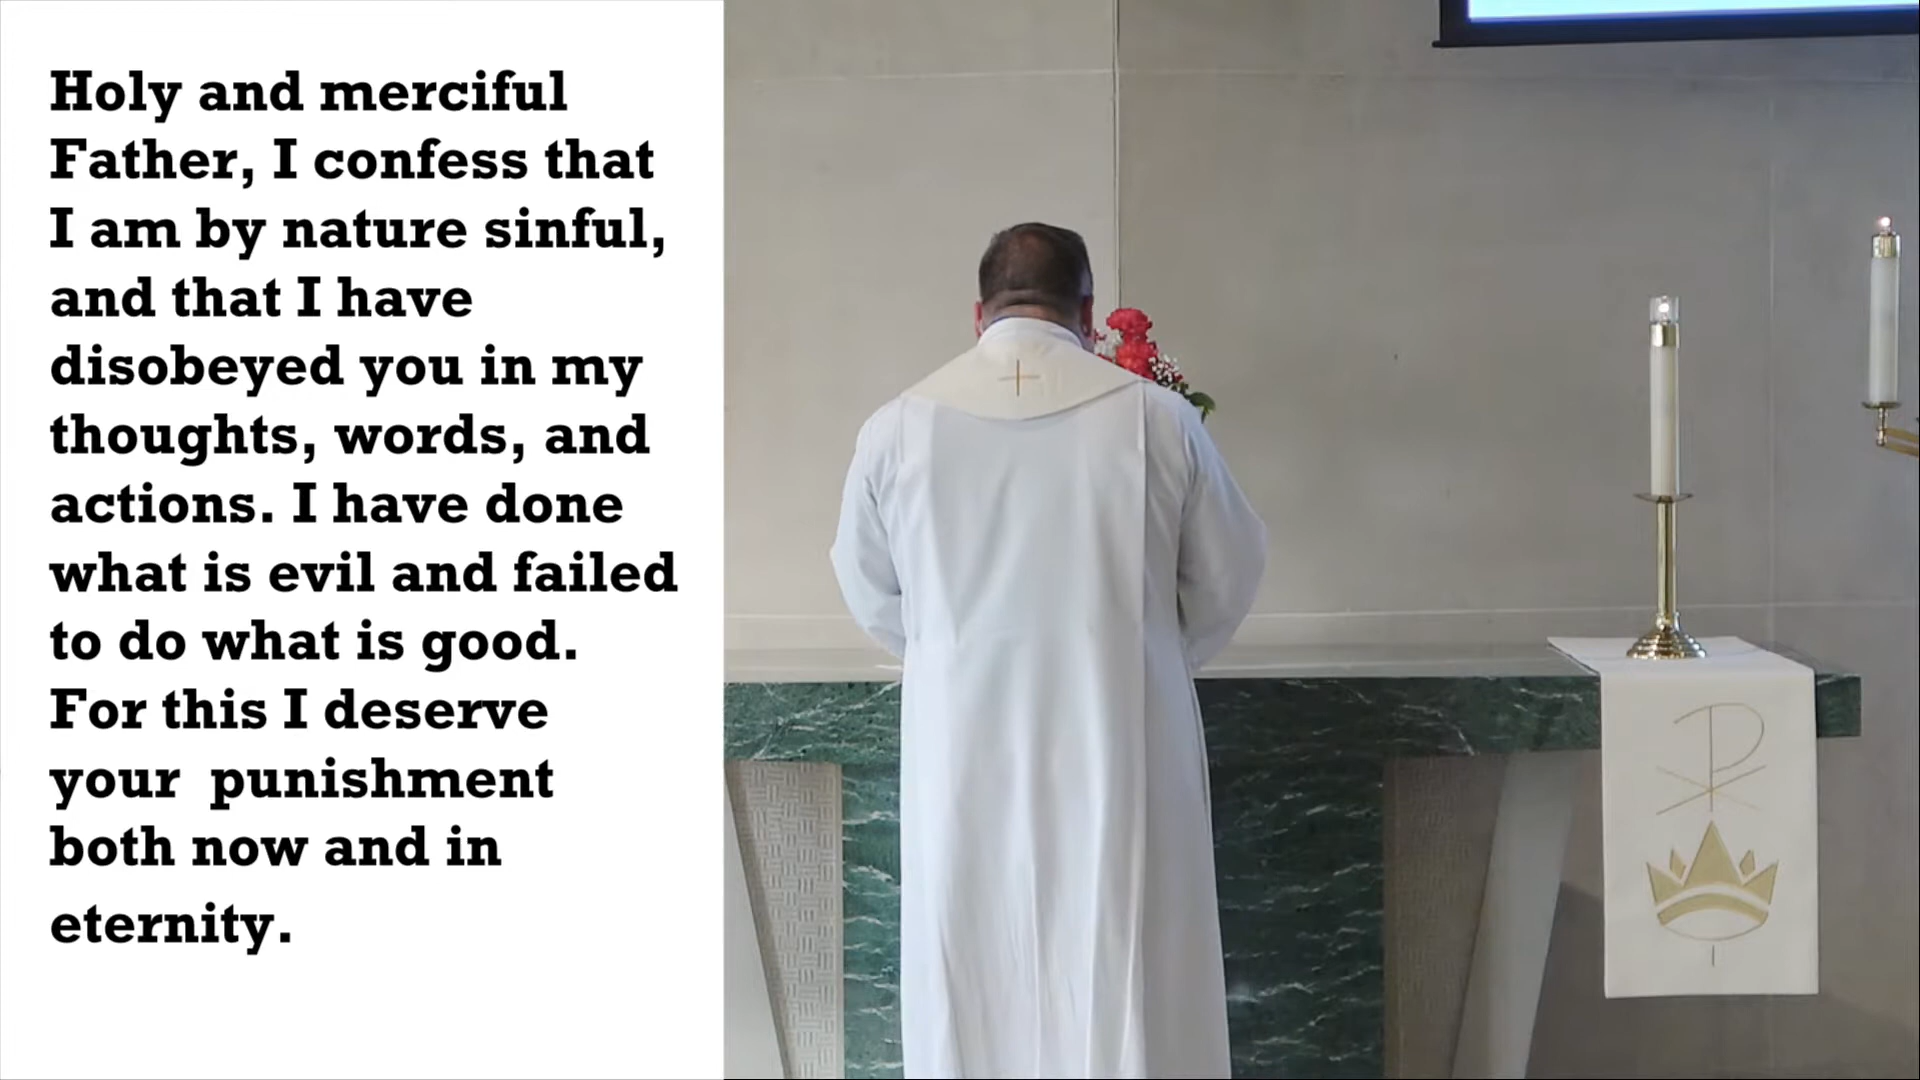 Holy and merciful
Father, I confess that
I am by nature sinful,
and that I have
disobeyed you in my
thoughts, words, and
actions. I have done
what is evil and failed
to do what is good.
For this I deserve
your  punishment
both now and in
eternity.